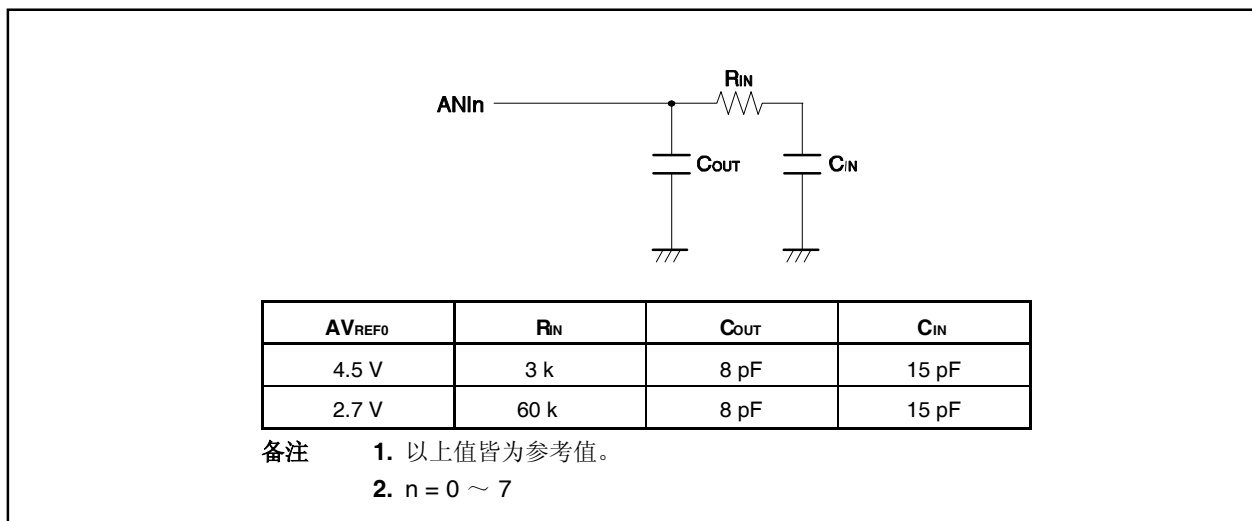 RIN
ANIn
COUT
CIN
AVREF0 RIN COUT CIN
4.5 V 3 k 8 pF 15 pF
2.7 V 60 k 8 pF 15 pF
备注 1. 以上值皆为参考值。
2. n = 0 ～ 7